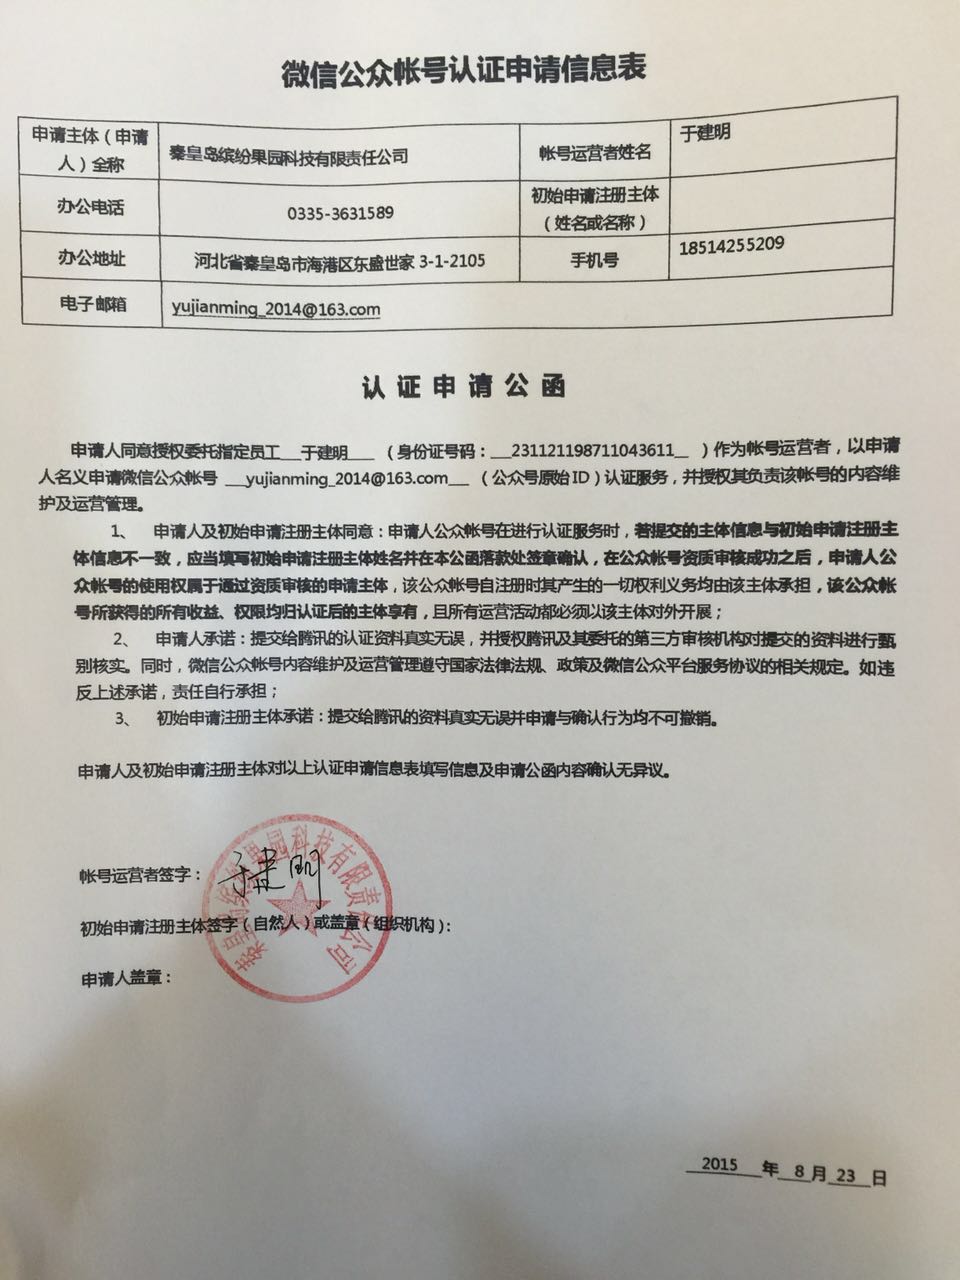 微信公众帐号认证申请信息表
申请主体（申请人）全称 秦皇岛缤纷果园科技有限责任公司 帐号运营者姓名 于建明
办公电话 0335-3631589 初始申请注册主体（姓名或名称）
办公地址 河北省秦皇岛市海港区东盛世家 3-1-2105 手机号 18514255209
电子邮箱 yujianming_2014@163.com
认证申请公函
申请人同意授权委托指定员工___于建明____（身份证号码：___231121198711043611__）作为帐号运营者，以申请
人名义申请微信公众帐号 ___yujianming_2014@163.com___（公众号原始 ID）认证服务，并授权其负责该帐号的内容维
护及运营管理。
1、 申请人及初始申请注册主体同意：申请人公众帐号在进行认证服务时，若提交的主体信息与初始申请注册主
体信息不一致，应当填写初始申请注册主体姓名并在本公函落款处签章确认，在公众帐号资质审核成功之后，申请人公
众帐号的使用权属于通过资质审核的申请主体，该公众帐号自注册时其产生的一切权利义务均由该主体承担，该公众帐
号所获得的所有收益、权限均归认证后的主体享有，且所有运营活动都必须以该主体对外开展；
2、 申请人承诺：提交给腾讯的认证资料真实无误，并授权腾讯及其委托的第三方审核机构对提交的资料进行甄
别核实。同时，微信公众帐号内容维护及运营管理遵守国家法律法规、政策及微信公众平台服务协议的相关规定。如违
反上述承诺，责任自行承担；
3、 初始申请注册主体承诺：提交给腾讯的资料真实无误并申请与确认行为均不可撤销。
申请人及初始申请注册主体对以上认证申请信息表填写信息及申请公函内容确认无异议。
帐号运营者签字：于建明
初始申请注册主体签字（自然人）或盖章（组织机构）：
申请人盖章：
秦皇岛缤纷果园科技有限责任公司
2015 年 8 月 23 日